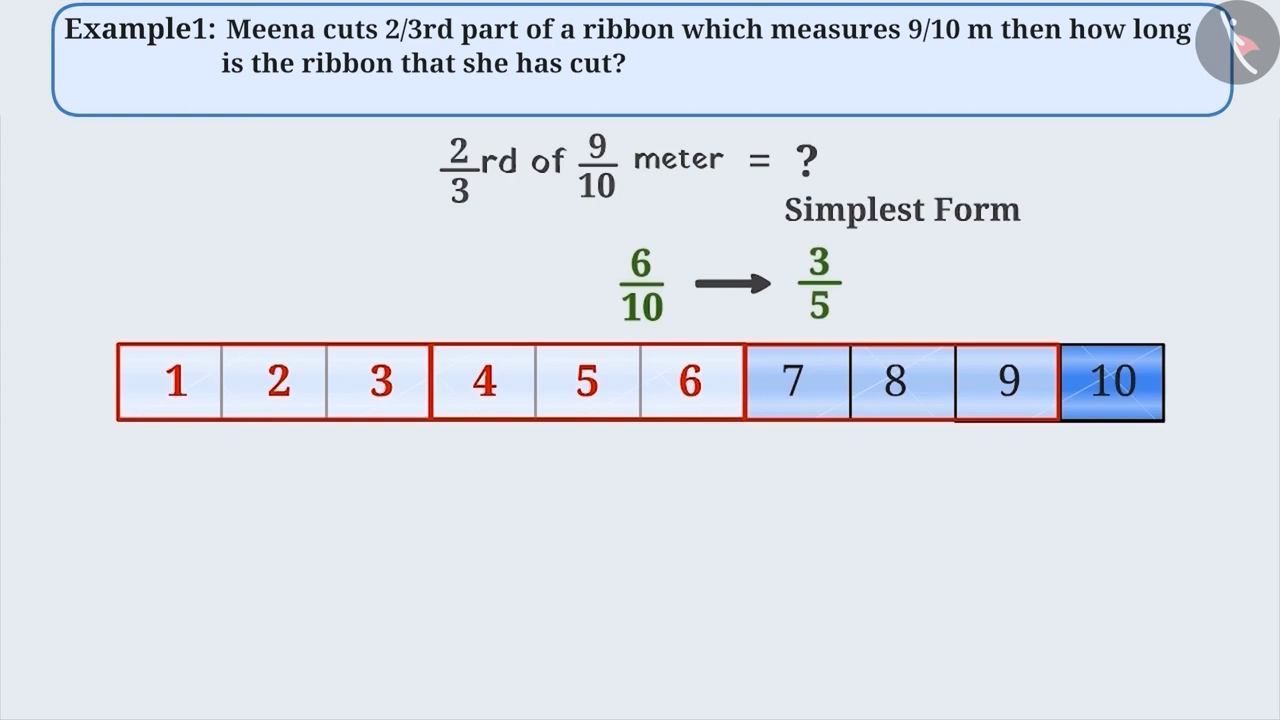 Example1: Meena cuts 2/3rd part of a ribbon which measures 9/10 m then how long
is the ribbon that she has cut?
2/3 rd of 9/10 meter = ?
Simplest Form
6/10 → 3/5
1 2 3 4 5 6 7 8 9 10